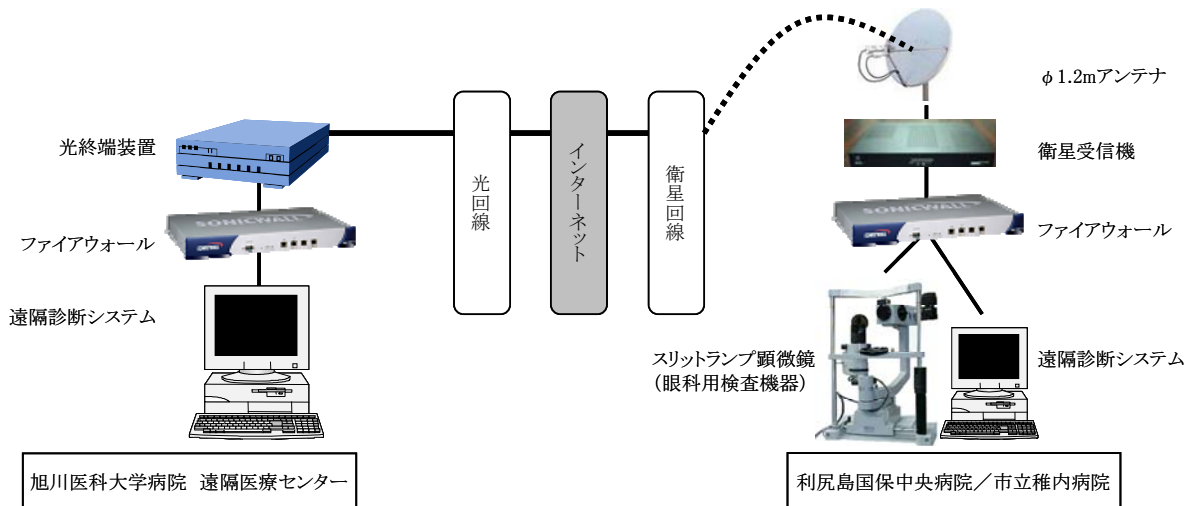 φ1.2mアンテナ
光終端装置
衛星受信機
光回線
インターネット
衛星回線
SONICWALL
SONICWALL
ファイアウォール
ファイアウォール
遠隔診断システム
スリットランプ顕微鏡
（眼科用検査機器）
遠隔診断システム
旭川医科大学病院 遠隔医療センター
利尻島国保中央病院／市立稚内病院